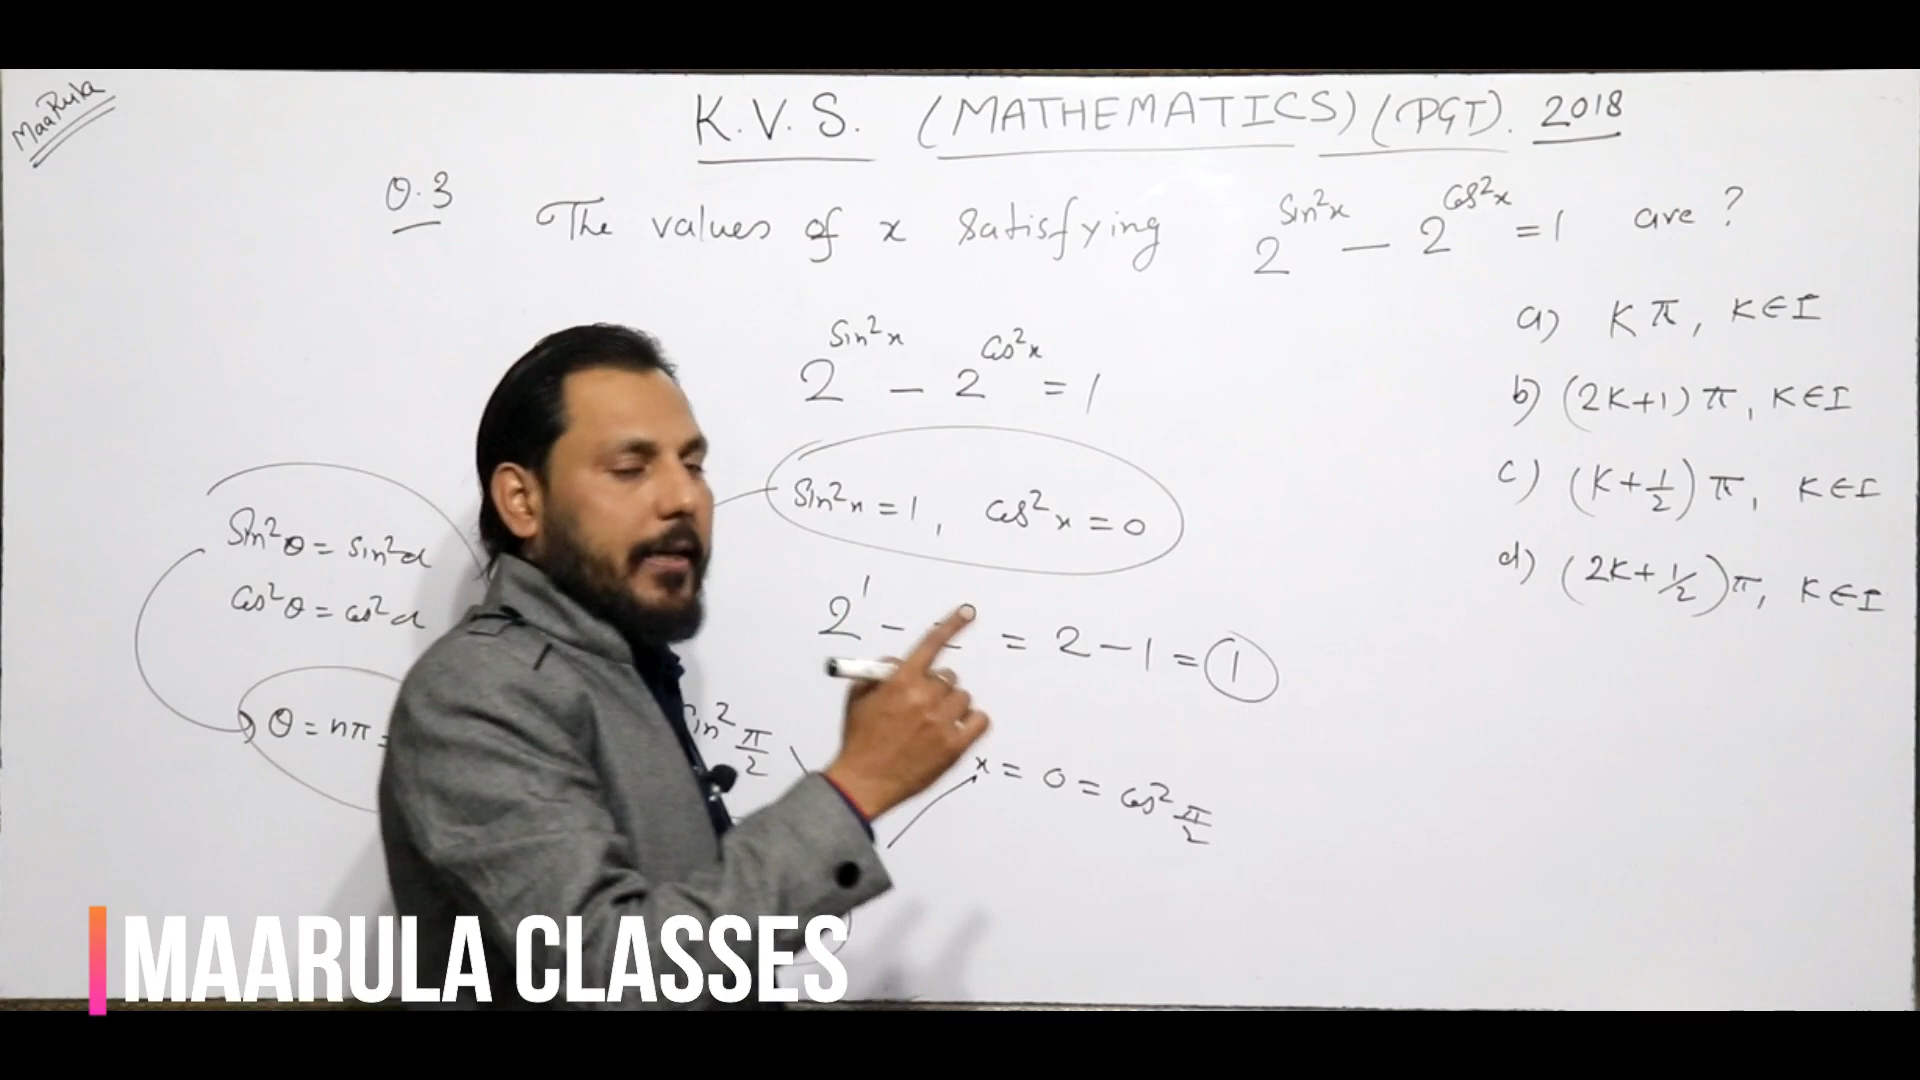 MaaRula
K.V.S. (MATHEMATICS) (PGT). 2018
Q.3 The values of x satisfying 2^{Sin²x} — 2^{Cos²x} = 1 are ?
a) Kπ, K∈I
b) (2K+1)π, K∈I
c) (K+1/2)π, K∈I
d) (2K+1/2)π, K∈I
2^{Sin²x} — 2^{Cos²x} = 1
Sin²x = 1, Cos²x = 0
2¹ - = 2-1 = 1
Sin²θ = Sin²α
Cos²θ = Cos²α
θ = nπ
in² π/2
x = 0 = Cos² π/2
MAARULA CLASSES